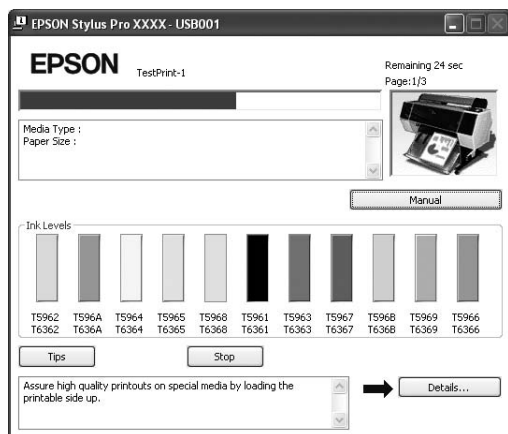 EPSON Stylus Pro XXXX - USB001
EPSON TestPrint-1
Remaining 24 sec
Page:1/3
Media Type :
Paper Size :
Manual
Ink Levels
T5962 T596A T5964 T5965 T5968 T5961 T5963 T5967 T596B T5969 T5966
T6362 T636A T6364 T6365 T6368 T6361 T6363 T6367 T636B T6369 T6366
Tips Stop
Assure high quality printouts on special media by loading the
printable side up.
Details...